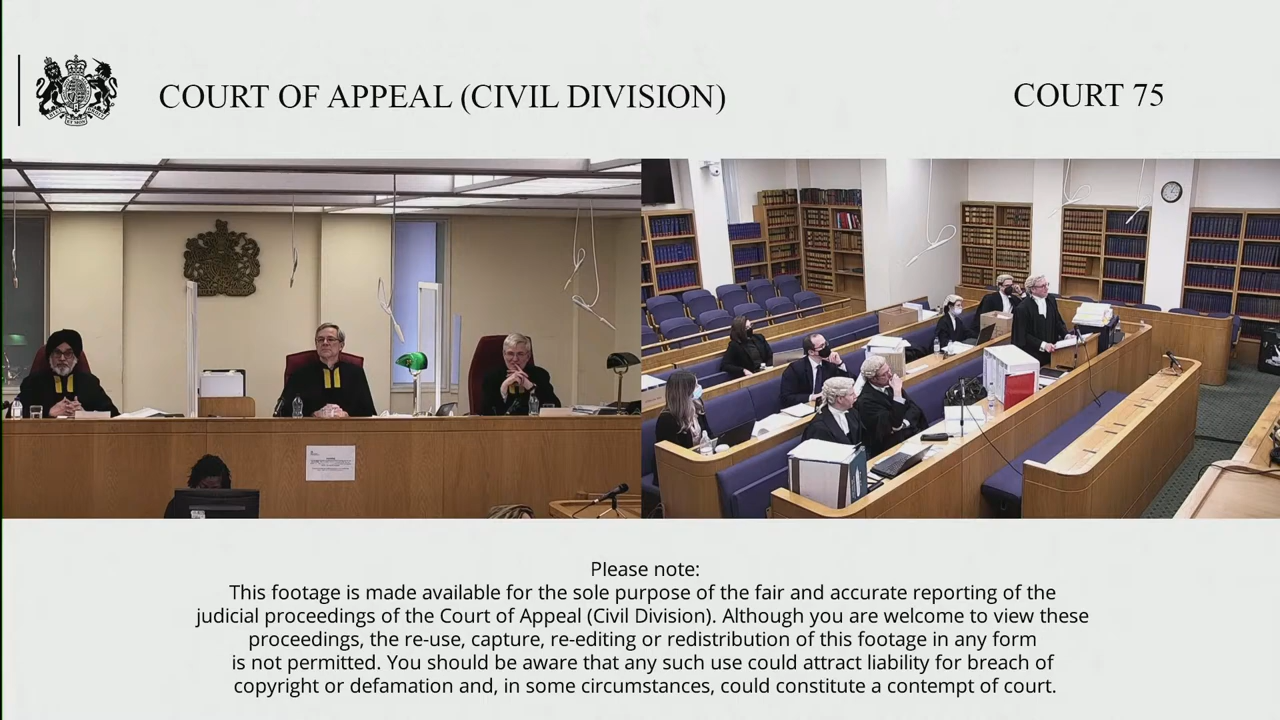 COURT OF APPEAL (CIVIL DIVISION)
COURT 75
Please note:
This footage is made available for the sole purpose of the fair and accurate reporting of the
judicial proceedings of the Court of Appeal (Civil Division). Although you are welcome to view these
proceedings, the re-use, capture, re-editing or redistribution of this footage in any form
is not permitted. You should be aware that any such use could attract liability for breach of
copyright or defamation and, in some circumstances, could constitute a contempt of court.